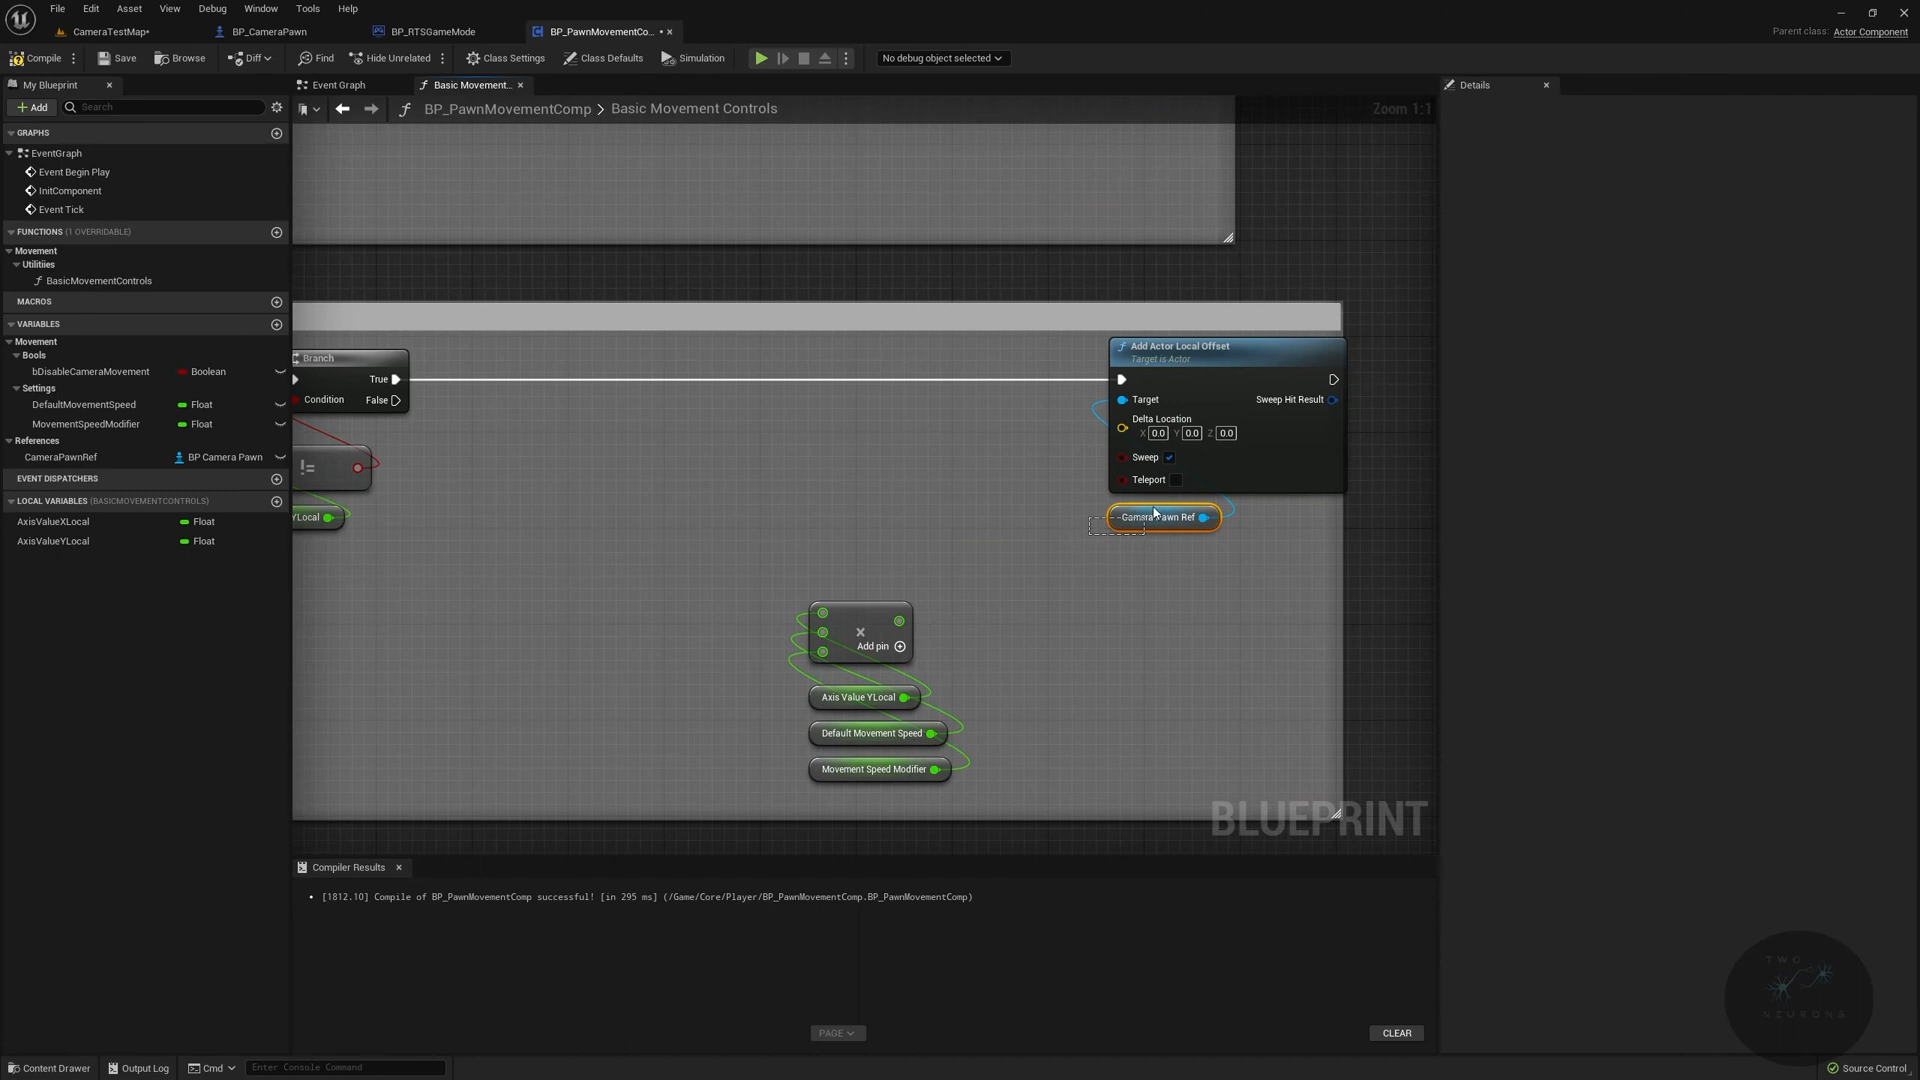 File Edit Asset View Debug Window Tools Help
CameraTestMap* BP_CameraPawn BP_RTSGameMode BP_PawnMovementCo... Parent class: Actor Component
Compile Save Browse Diff Find Hide Unrelated Class Settings Class Defaults Simulation No debug object selected
My Blueprint Event Graph Basic Movement... Details
Add Search BP_PawnMovementComp > Basic Movement Controls Zoom 1:1
GRAPHS
EventGraph
Event Begin Play
InitComponent
Event Tick
FUNCTIONS (1 OVERRIDABLE)
Movement
Utilitiies
BasicMovementControls
MACROS
VARIABLES
Movement
Bools
bDisableCameraMovement Boolean
Settings
DefaultMovementSpeed Float
MovementSpeedModifier Float
References
CameraPawnRef BP Camera Pawn
EVENT DISPATCHERS
LOCAL VARIABLES (BASICMOVEMENTCONTROLS)
AxisValueXLocal Float
AxisValueYLocal Float
Branch
True
Condition False
!=
YLocal
Add Actor Local Offset
Target is Actor
Target Sweep Hit Result
Delta Location
X 0.0 Y 0.0 Z 0.0
Sweep
Teleport
Camera Pawn Ref
Add pin
Axis Value YLocal
Default Movement Speed
Movement Speed Modifier
BLUEPRINT
Compiler Results
[1812.10] Compile of BP_PawnMovementComp successful! [in 295 ms] (/Game/Core/Player/BP_PawnMovementComp.BP_PawnMovementComp)
TWO
NEURONS
PAGE CLEAR
Content Drawer Output Log Cmd Enter Console Command Source Control